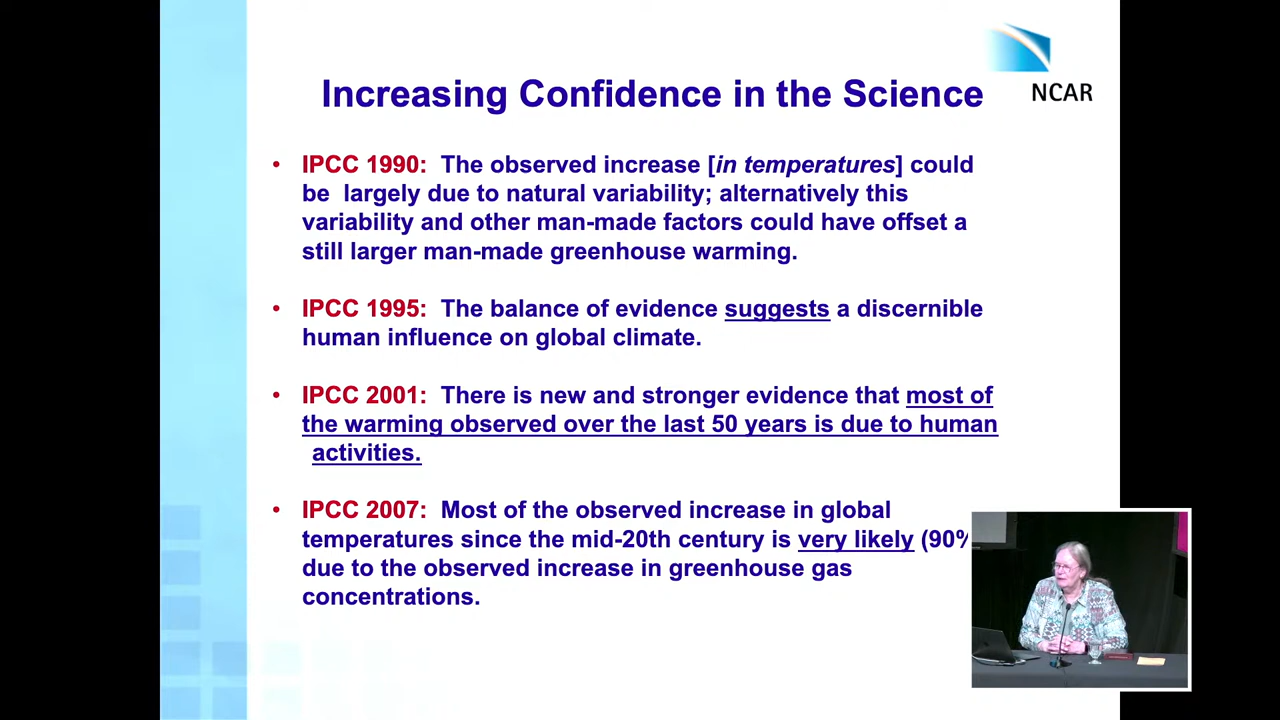 NCAR
Increasing Confidence in the Science
• IPCC 1990: The observed increase [in temperatures] could
be largely due to natural variability; alternatively this
variability and other man-made factors could have offset a
still larger man-made greenhouse warming.
• IPCC 1995: The balance of evidence suggests a discernible
human influence on global climate.
• IPCC 2001: There is new and stronger evidence that most of
the warming observed over the last 50 years is due to human
activities.
• IPCC 2007: Most of the observed increase in global
temperatures since the mid-20th century is very likely (90%
due to the observed increase in greenhouse gas
concentrations.